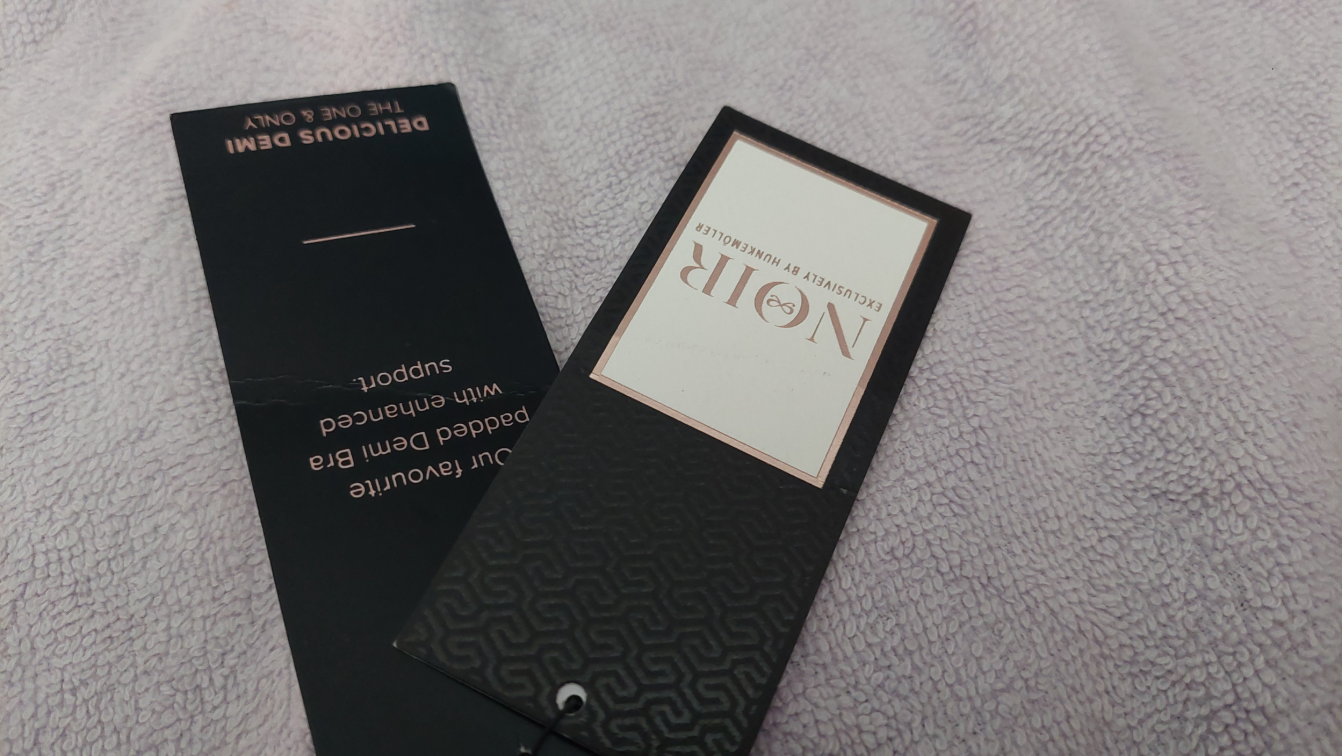 Our favourite
padded Demi Bra
with enhanced
support.
DELICIOUS DEMI
THE ONE & ONLY
NOIR
EXCLUSIVELY BY HUNKEMÖLLER